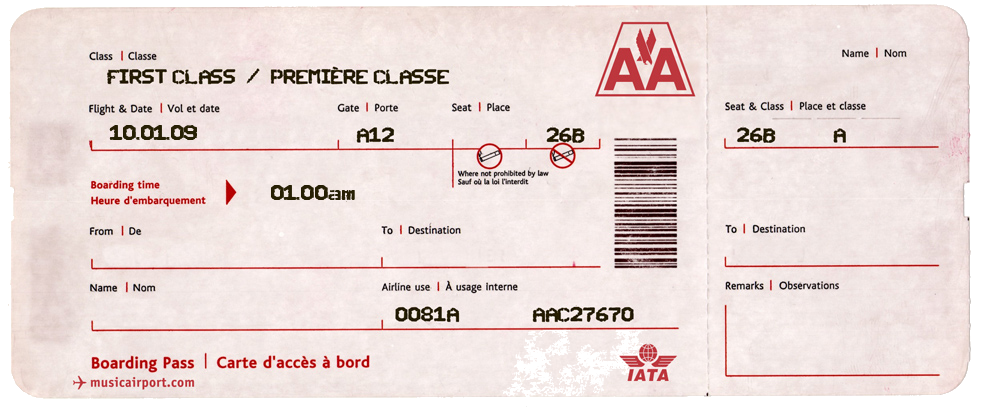 Class | Classe
FIRST CLASS / PREMIÈRE CLASSE
AA
Name | Nom
Flight & Date | Vol et date
Gate | Porte
Seat | Place
Seat & Class | Place et classe
10.01.09
A12
26B
26B A
Where not prohibited by law
Sauf où la loi l'interdit
Boarding time
Heure d'embarquement
01.00am
From | De
To | Destination
To | Destination
Name | Nom
Airline use | À usage interne
Remarks | Observations
0081A
AAC27670
Boarding Pass | Carte d'accès à bord
musicairport.com
IATA